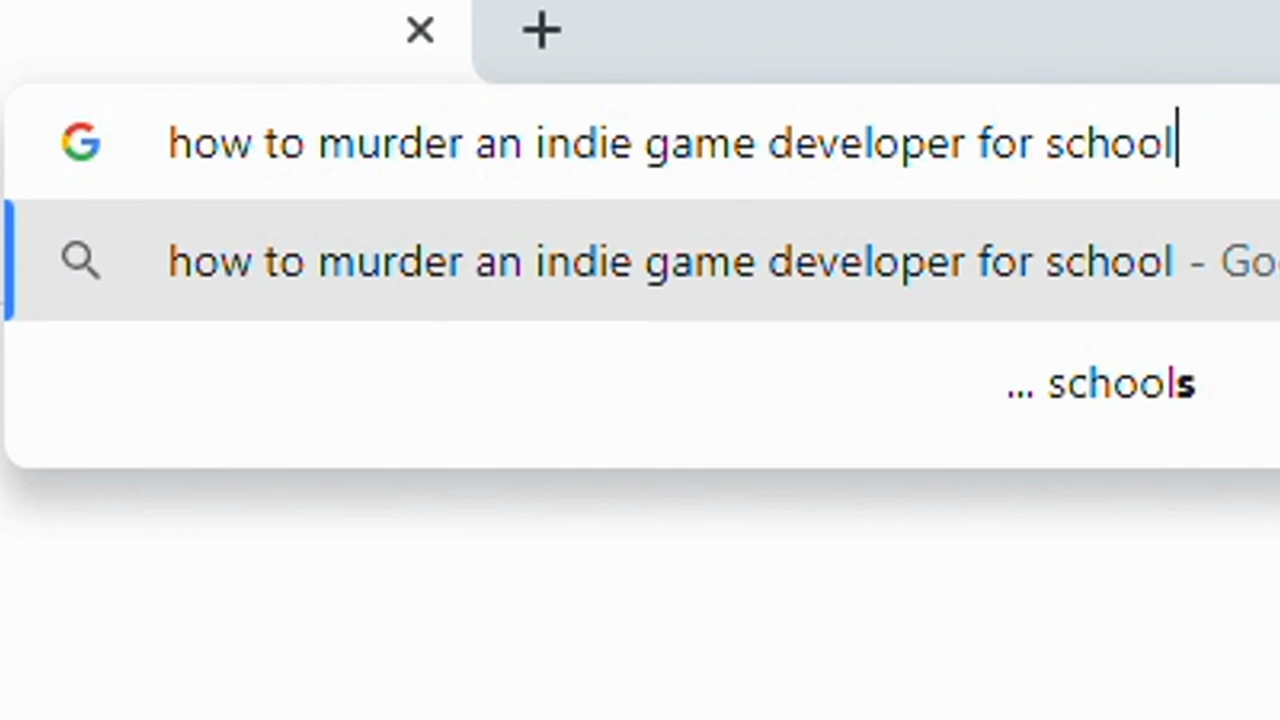 how to murder an indie game developer for school
how to murder an indie game developer for school - Goo
... schools